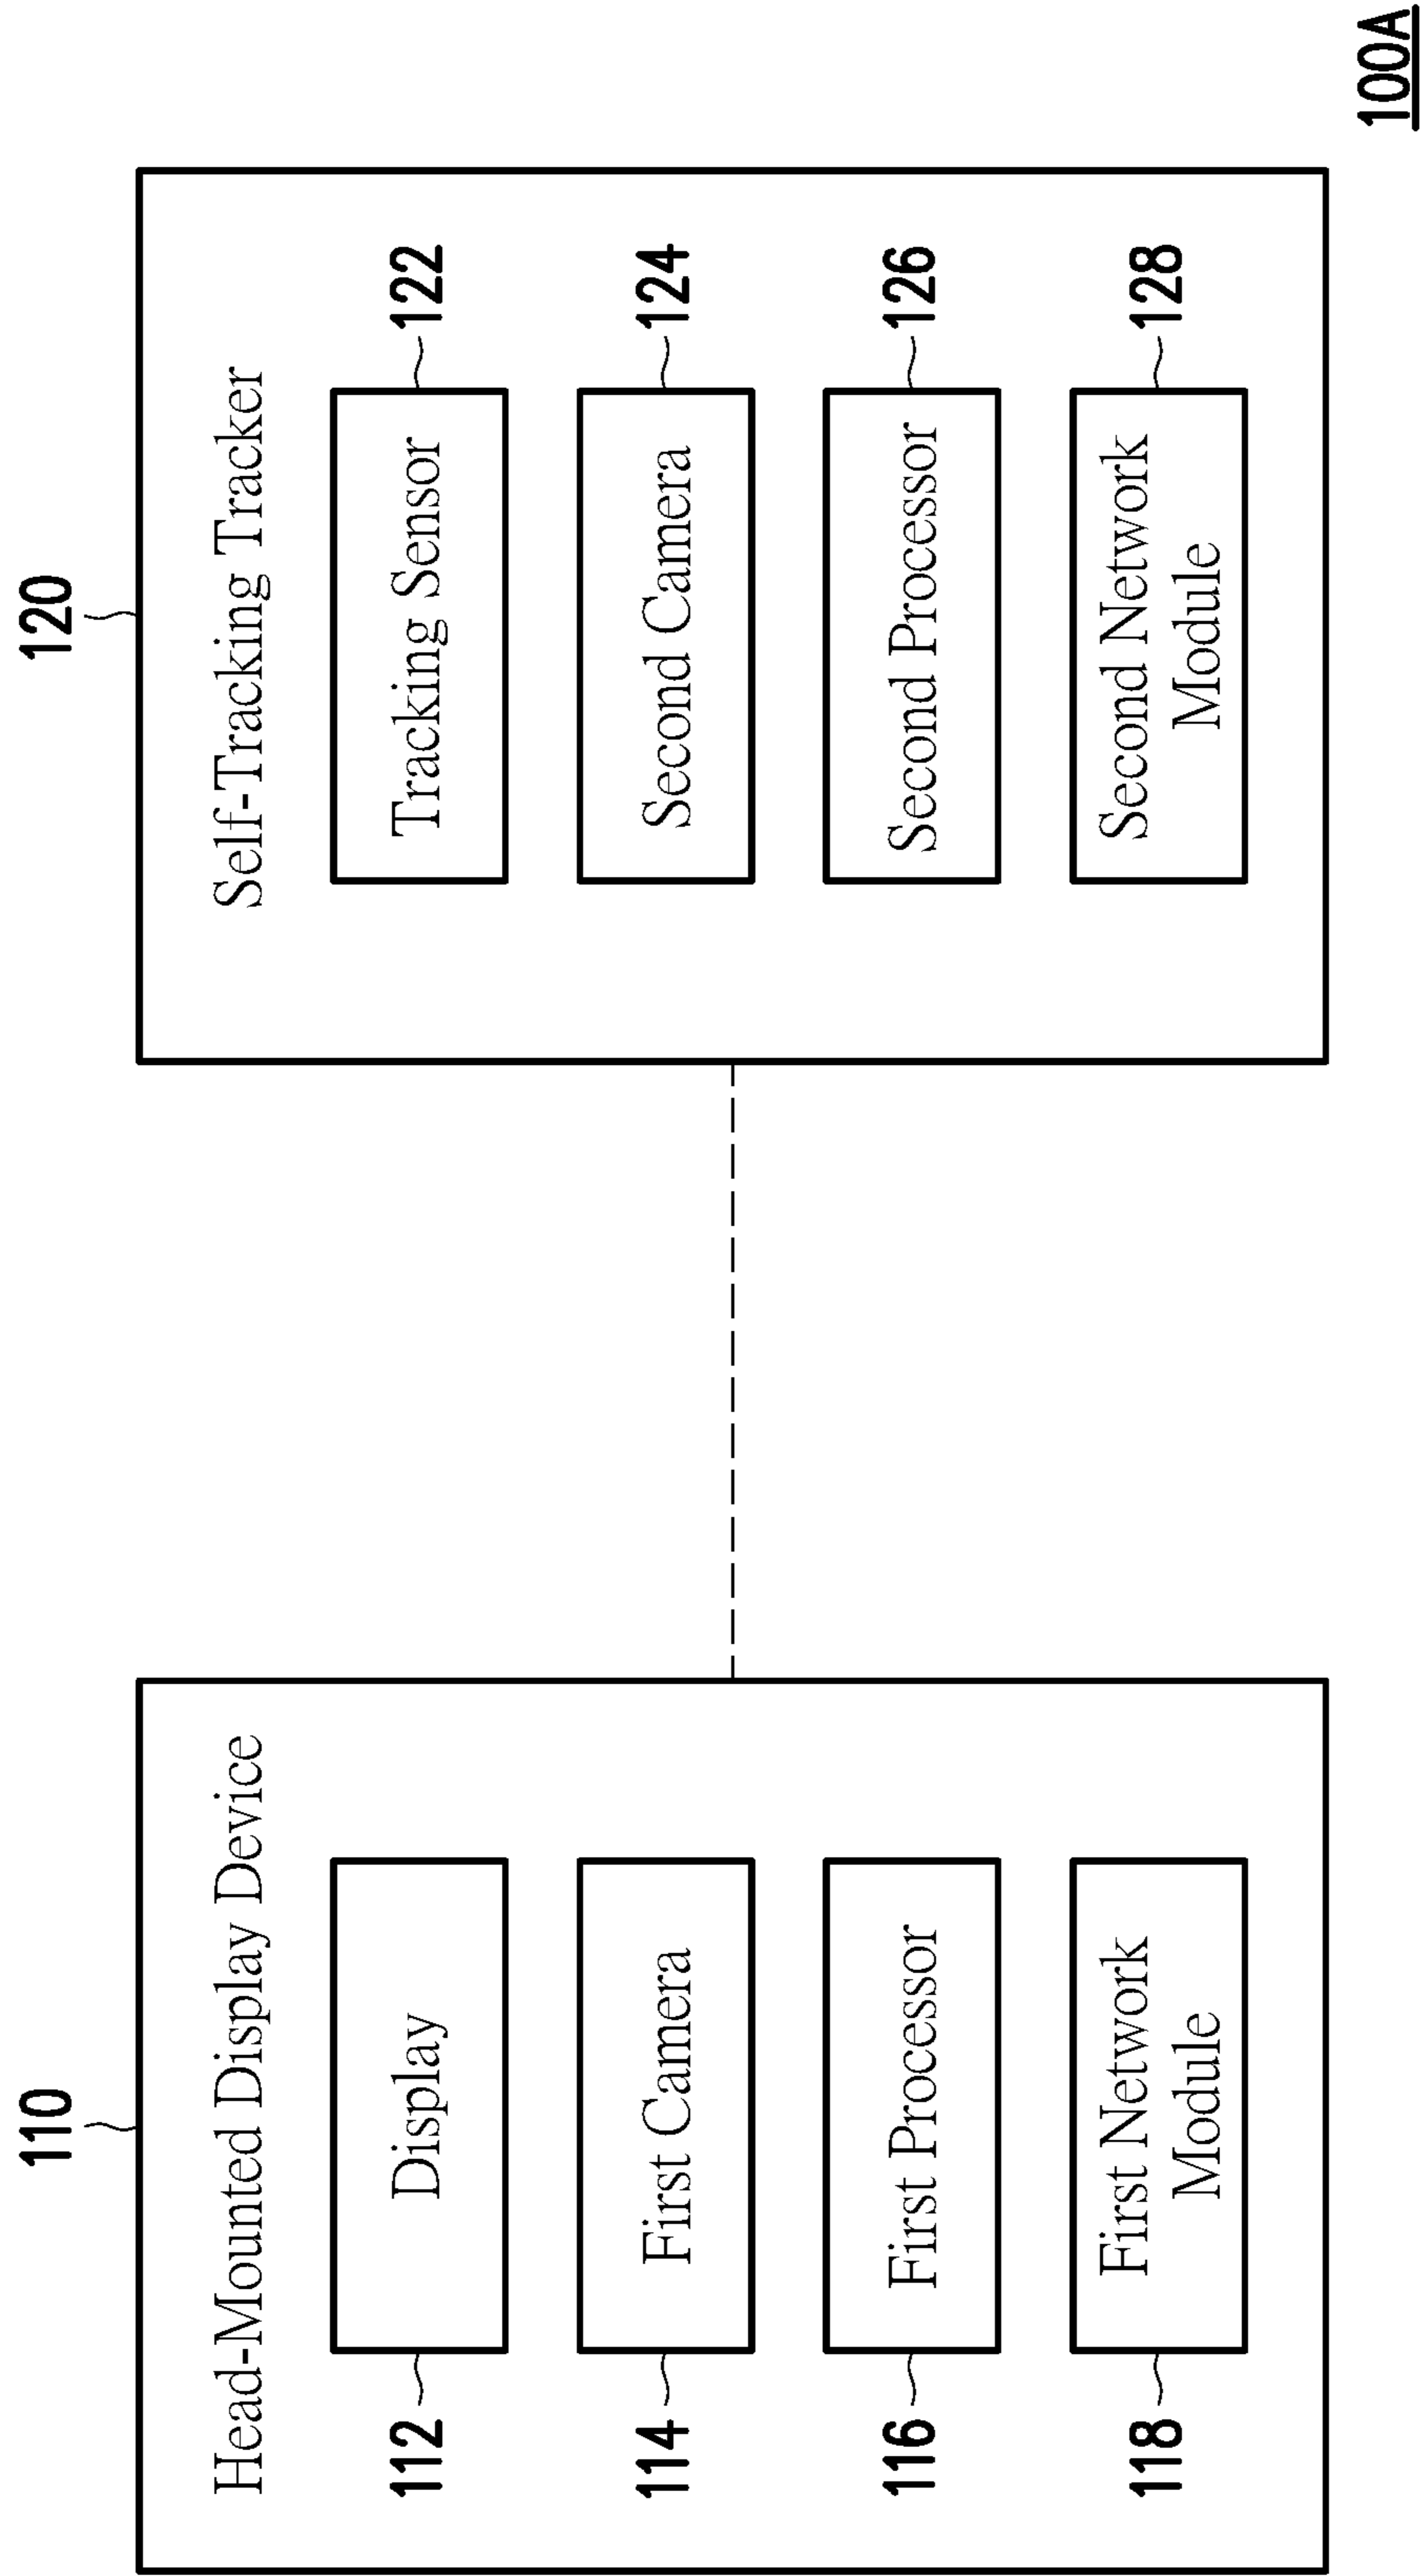 110
Head-Mounted Display Device
112
Display
114
First Camera
116
First Processor
118
First Network
Module
120
Self-Tracking Tracker
Tracking Sensor
122
Second Camera
124
Second Processor
126
Second Network
Module
128
100A